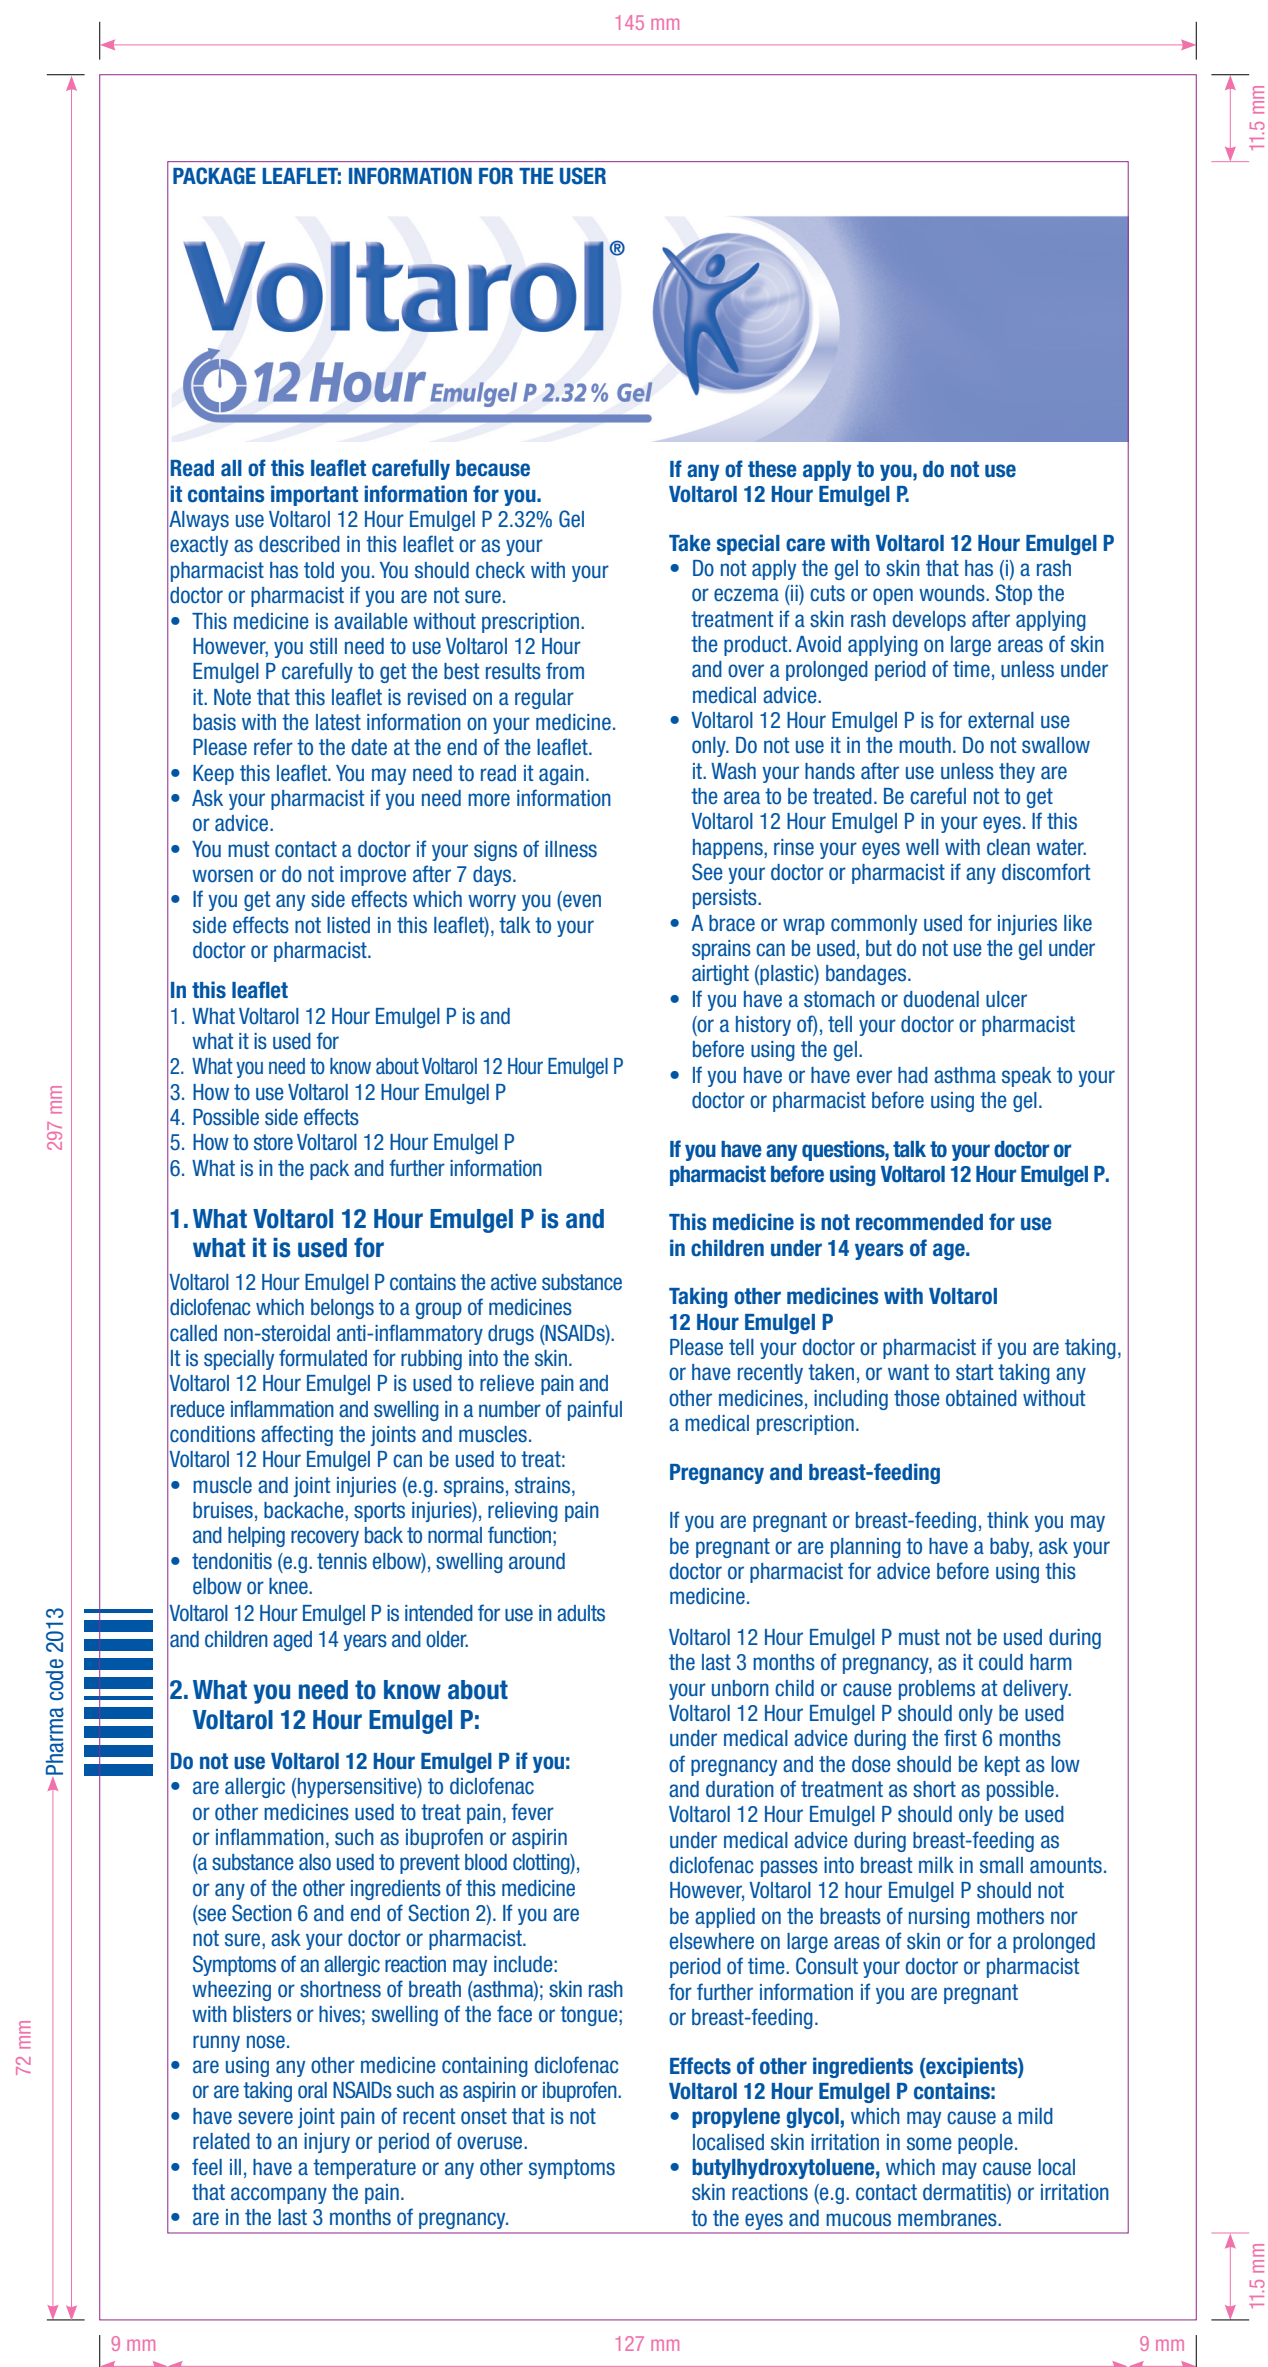 145 mm
11.5 mm
PACKAGE LEAFLET: INFORMATION FOR THE USER
Voltarol®
12 Hour Emulgel P 2.32% Gel
Read all of this leaflet carefully because
it contains important information for you.
Always use Voltarol 12 Hour Emulgel P 2.32% Gel
exactly as described in this leaflet or as your
pharmacist has told you. You should check with your
doctor or pharmacist if you are not sure.
• This medicine is available without prescription.
However, you still need to use Voltarol 12 Hour
Emulgel P carefully to get the best results from
it. Note that this leaflet is revised on a regular
basis with the latest information on your medicine.
Please refer to the date at the end of the leaflet.
• Keep this leaflet. You may need to read it again.
• Ask your pharmacist if you need more information
or advice.
• You must contact a doctor if your signs of illness
worsen or do not improve after 7 days.
• If you get any side effects which worry you (even
side effects not listed in this leaflet), talk to your
doctor or pharmacist.
In this leaflet
1. What Voltarol 12 Hour Emulgel P is and
what it is used for
2. What you need to know about Voltarol 12 Hour Emulgel P
3. How to use Voltarol 12 Hour Emulgel P
4. Possible side effects
5. How to store Voltarol 12 Hour Emulgel P
6. What is in the pack and further information
1. What Voltarol 12 Hour Emulgel P is and
what it is used for
Voltarol 12 Hour Emulgel P contains the active substance
diclofenac which belongs to a group of medicines
called non-steroidal anti-inflammatory drugs (NSAIDs).
It is specially formulated for rubbing into the skin.
Voltarol 12 Hour Emulgel P is used to relieve pain and
reduce inflammation and swelling in a number of painful
conditions affecting the joints and muscles.
Voltarol 12 Hour Emulgel P can be used to treat:
• muscle and joint injuries (e.g. sprains, strains,
bruises, backache, sports injuries), relieving pain
and helping recovery back to normal function;
• tendonitis (e.g. tennis elbow), swelling around
elbow or knee.
Voltarol 12 Hour Emulgel P is intended for use in adults
and children aged 14 years and older.
2. What you need to know about
Voltarol 12 Hour Emulgel P:
Do not use Voltarol 12 Hour Emulgel P if you:
• are allergic (hypersensitive) to diclofenac
or other medicines used to treat pain, fever
or inflammation, such as ibuprofen or aspirin
(a substance also used to prevent blood clotting),
or any of the other ingredients of this medicine
(see Section 6 and end of Section 2). If you are
not sure, ask your doctor or pharmacist.
Symptoms of an allergic reaction may include:
wheezing or shortness of breath (asthma); skin rash
with blisters or hives; swelling of the face or tongue;
runny nose.
• are using any other medicine containing diclofenac
or are taking oral NSAIDs such as aspirin or ibuprofen.
• have severe joint pain of recent onset that is not
related to an injury or period of overuse.
• feel ill, have a temperature or any other symptoms
that accompany the pain.
• are in the last 3 months of pregnancy.
If any of these apply to you, do not use
Voltarol 12 Hour Emulgel P.
Take special care with Voltarol 12 Hour Emulgel P
• Do not apply the gel to skin that has (i) a rash
or eczema (ii) cuts or open wounds. Stop the
treatment if a skin rash develops after applying
the product. Avoid applying on large areas of skin
and over a prolonged period of time, unless under
medical advice.
• Voltarol 12 Hour Emulgel P is for external use
only. Do not use it in the mouth. Do not swallow
it. Wash your hands after use unless they are
the area to be treated. Be careful not to get
Voltarol 12 Hour Emulgel P in your eyes. If this
happens, rinse your eyes well with clean water.
See your doctor or pharmacist if any discomfort
persists.
• A brace or wrap commonly used for injuries like
sprains can be used, but do not use the gel under
airtight (plastic) bandages.
• If you have a stomach or duodenal ulcer
(or a history of), tell your doctor or pharmacist
before using the gel.
• If you have or have ever had asthma speak to your
doctor or pharmacist before using the gel.
If you have any questions, talk to your doctor or
pharmacist before using Voltarol 12 Hour Emulgel P.
This medicine is not recommended for use
in children under 14 years of age.
Taking other medicines with Voltarol
12 Hour Emulgel P
Please tell your doctor or pharmacist if you are taking,
or have recently taken, or want to start taking any
other medicines, including those obtained without
a medical prescription.
Pregnancy and breast-feeding
If you are pregnant or breast-feeding, think you may
be pregnant or are planning to have a baby, ask your
doctor or pharmacist for advice before using this
medicine.
Voltarol 12 Hour Emulgel P must not be used during
the last 3 months of pregnancy, as it could harm
your unborn child or cause problems at delivery.
Voltarol 12 Hour Emulgel P should only be used
under medical advice during the first 6 months
of pregnancy and the dose should be kept as low
and duration of treatment as short as possible.
Voltarol 12 Hour Emulgel P should only be used
under medical advice during breast-feeding as
diclofenac passes into breast milk in small amounts.
However, Voltarol 12 hour Emulgel P should not
be applied on the breasts of nursing mothers nor
elsewhere on large areas of skin or for a prolonged
period of time. Consult your doctor or pharmacist
for further information if you are pregnant
or breast-feeding.
Effects of other ingredients (excipients)
Voltarol 12 Hour Emulgel P contains:
• propylene glycol, which may cause a mild
localised skin irritation in some people.
• butylhydroxytoluene, which may cause local
skin reactions (e.g. contact dermatitis) or irritation
to the eyes and mucous membranes.
297 mm
Pharma code 2013
72 mm
11.5 mm
9 mm
127 mm
9 mm